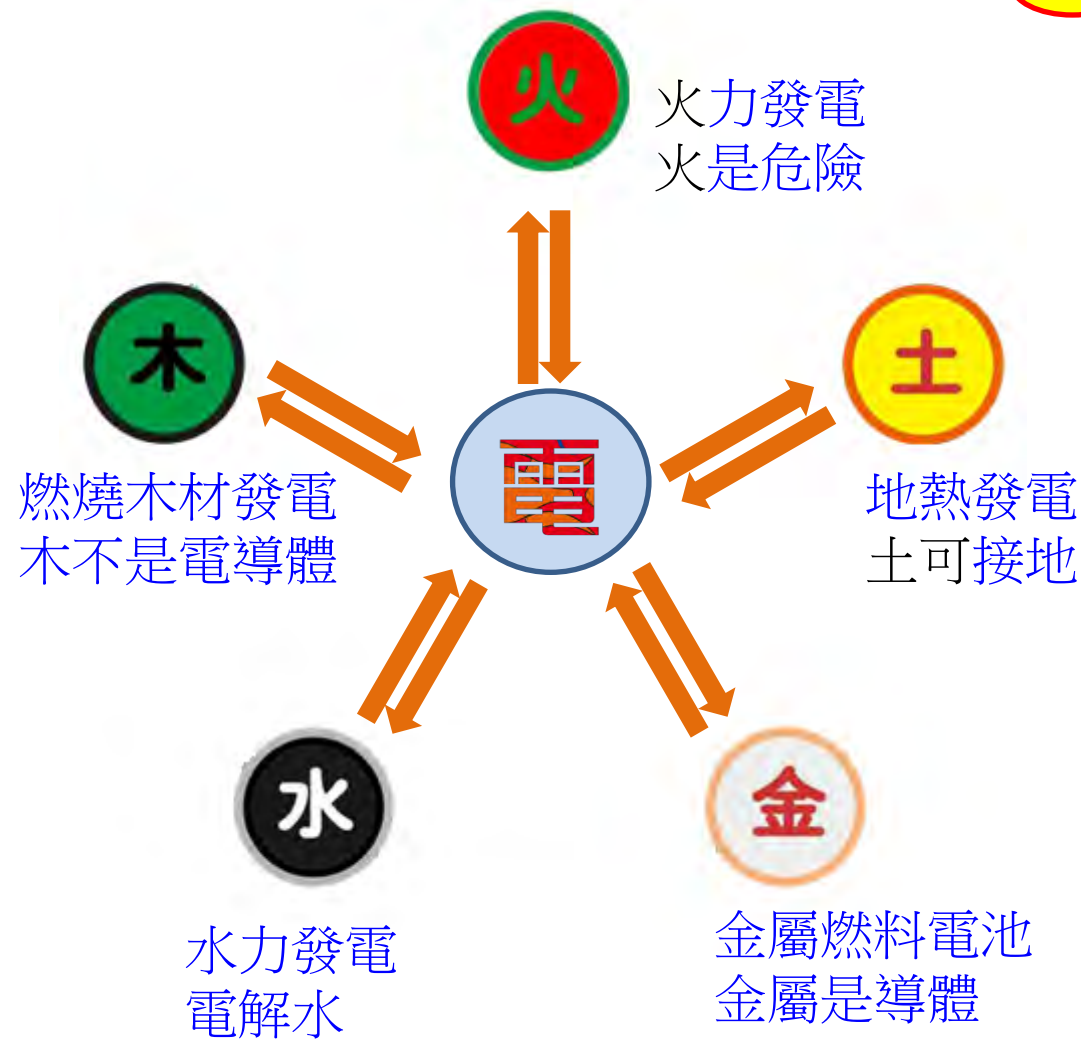 火
火力發電
火是危險
木
燃燒木材發電
木不是電導體
電
土
地熱發電
土可接地
水
水力發電
電解水
金
金屬燃料電池
金屬是導體